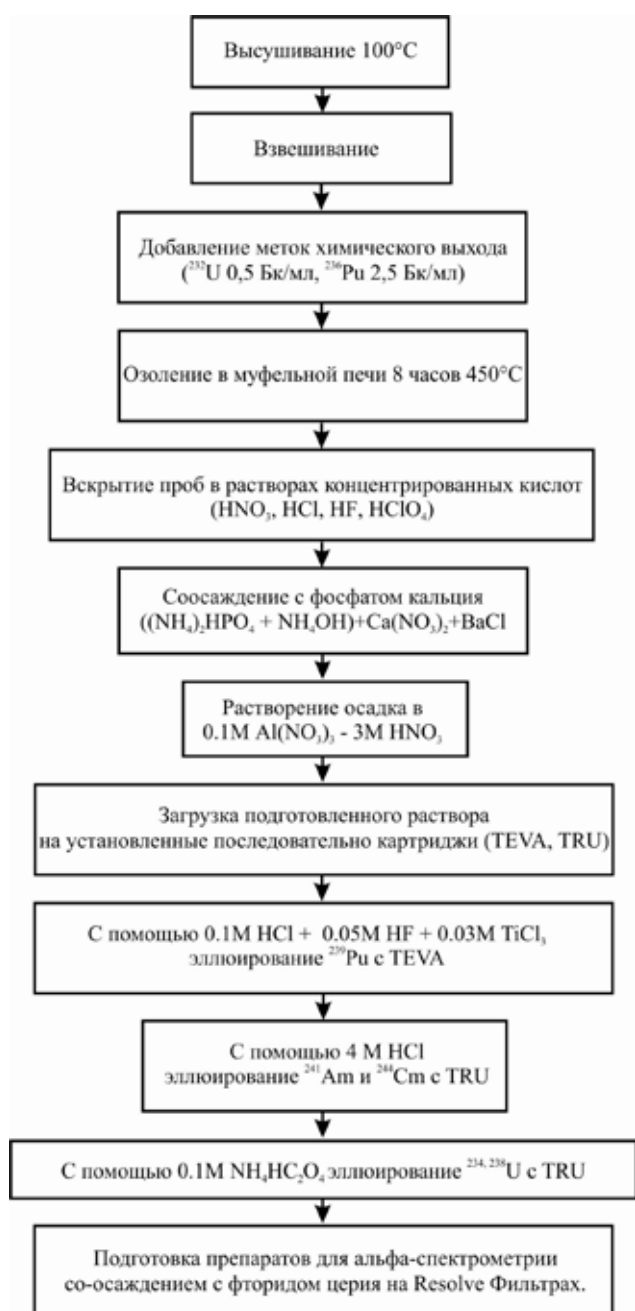 Высушивание 100°C
Взвешивание
Добавление меток химического выхода
(²³²U 0,5 Бк/мл, ²³⁶Pu 2,5 Бк/мл)
Озоление в муфельной печи 8 часов 450°C
Вскрытие проб в растворах концентрированных кислот
(HNO₃, HCl, HF, HClO₄)
Соосаждение с фосфатом кальция
((NH₄)₂HPO₄ + NH₄OH)+Ca(NO₃)₂+BaCl
Растворение осадка в
0.1M Al(NO₃)₃ - 3M HNO₃
Загрузка подготовленного раствора
на установленные последовательно картриджи (TEVA, TRU)
С помощью 0.1M HCl + 0.05M HF + 0.03M TiCl₃
эллюирование ²³⁹Pu с TEVA
С помощью 4 M HCl
эллюирование ²⁴¹Am и ²⁴⁴Cm с TRU
С помощью 0.1M NH₄HC₂O₄ эллюирование ²³⁴, ²³⁸U с TRU
Подготовка препаратов для альфа-спектрометрии
со-осаждением с фторидом церия на Resolve Фильтрах.